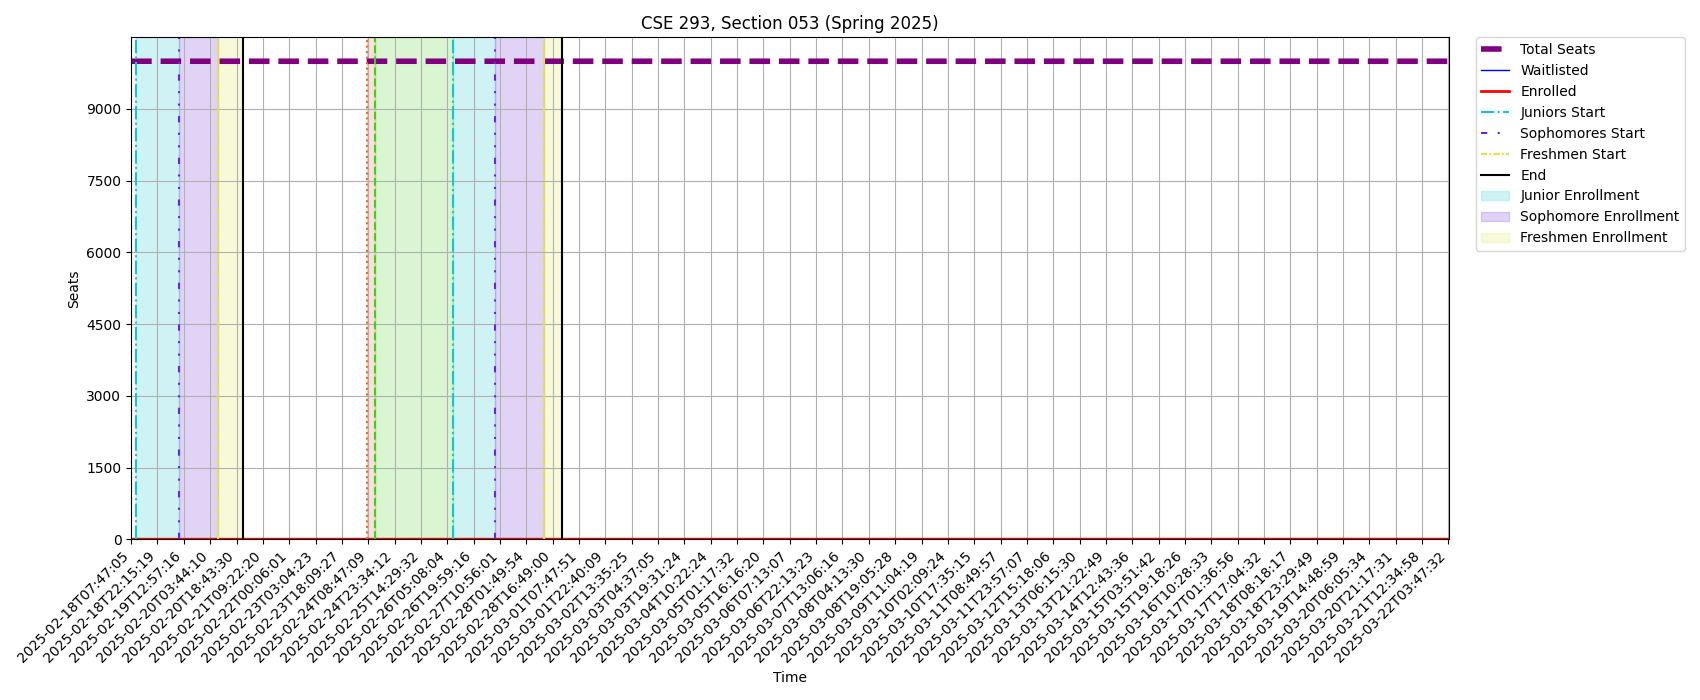 CSE 293, Section 053 (Spring 2025)
Total Seats
Waitlisted
Enrolled
Juniors Start
Sophomores Start
Freshmen Start
End
Junior Enrollment
Sophomore Enrollment
Freshmen Enrollment
Seats
9000
7500
6000
4500
3000
1500
0
2025-02-18T07:47:05
2025-02-18T22:15:19
2025-02-19T12:57:16
2025-02-20T03:44:10
2025-02-20T18:43:30
2025-02-21T09:22:20
2025-02-22T00:06:01
2025-02-23T03:04:23
2025-02-23T18:09:27
2025-02-24T08:47:09
2025-02-24T23:34:12
2025-02-25T14:29:32
2025-02-26T05:08:04
2025-02-26T19:59:16
2025-02-27T10:56:01
2025-02-28T01:49:54
2025-02-28T16:49:00
2025-03-01T07:47:51
2025-03-01T22:40:09
2025-03-02T13:35:25
2025-03-03T04:37:05
2025-03-03T19:31:24
2025-03-04T10:22:24
2025-03-05T01:17:32
2025-03-05T16:16:20
2025-03-06T07:13:07
2025-03-06T22:13:23
2025-03-07T13:06:16
2025-03-08T04:13:30
2025-03-08T19:05:28
2025-03-09T11:04:19
2025-03-10T02:09:24
2025-03-10T17:35:15
2025-03-11T08:49:57
2025-03-11T23:57:07
2025-03-12T15:18:06
2025-03-13T06:15:30
2025-03-13T21:22:49
2025-03-14T12:43:36
2025-03-15T03:51:42
2025-03-15T19:18:26
2025-03-16T10:28:33
2025-03-17T01:36:56
2025-03-17T17:04:32
2025-03-18T08:18:17
2025-03-18T23:29:49
2025-03-19T14:48:59
2025-03-20T06:05:34
2025-03-20T21:17:31
2025-03-21T12:34:58
2025-03-22T03:47:32
Time